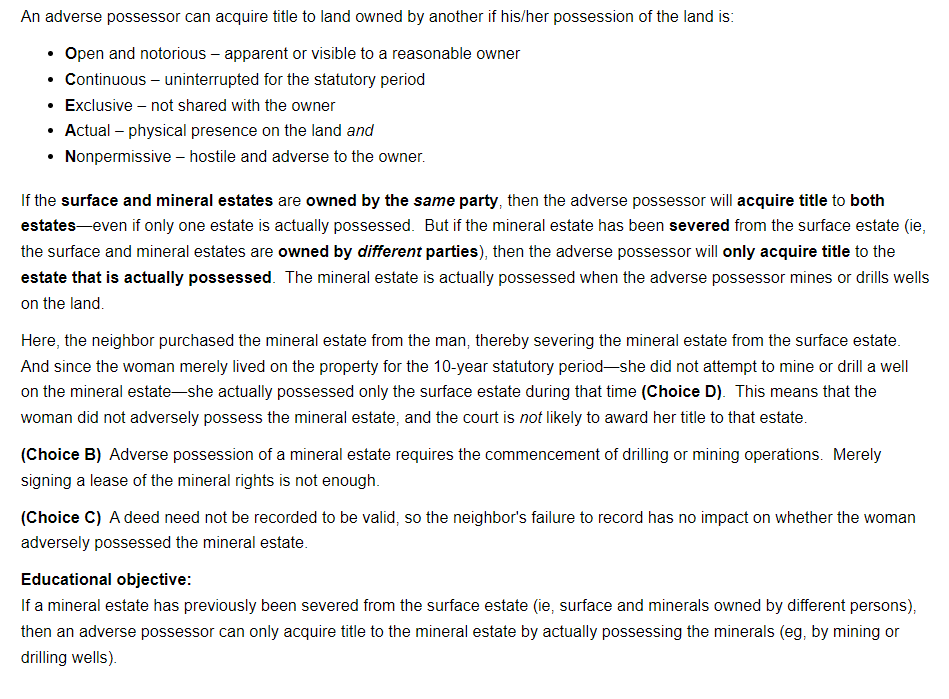 An adverse possessor can acquire title to land owned by another if his/her possession of the land is:
• Open and notorious – apparent or visible to a reasonable owner
• Continuous – uninterrupted for the statutory period
• Exclusive – not shared with the owner
• Actual – physical presence on the land and
• Nonpermissive – hostile and adverse to the owner.
If the surface and mineral estates are owned by the same party, then the adverse possessor will acquire title to both
estates—even if only one estate is actually possessed. But if the mineral estate has been severed from the surface estate (ie,
the surface and mineral estates are owned by different parties), then the adverse possessor will only acquire title to the
estate that is actually possessed. The mineral estate is actually possessed when the adverse possessor mines or drills wells
on the land.
Here, the neighbor purchased the mineral estate from the man, thereby severing the mineral estate from the surface estate.
And since the woman merely lived on the property for the 10-year statutory period—she did not attempt to mine or drill a well
on the mineral estate—she actually possessed only the surface estate during that time (Choice D). This means that the
woman did not adversely possess the mineral estate, and the court is not likely to award her title to that estate.
(Choice B) Adverse possession of a mineral estate requires the commencement of drilling or mining operations. Merely
signing a lease of the mineral rights is not enough.
(Choice C) A deed need not be recorded to be valid, so the neighbor's failure to record has no impact on whether the woman
adversely possessed the mineral estate.
Educational objective:
If a mineral estate has previously been severed from the surface estate (ie, surface and minerals owned by different persons),
then an adverse possessor can only acquire title to the mineral estate by actually possessing the minerals (eg, by mining or
drilling wells).